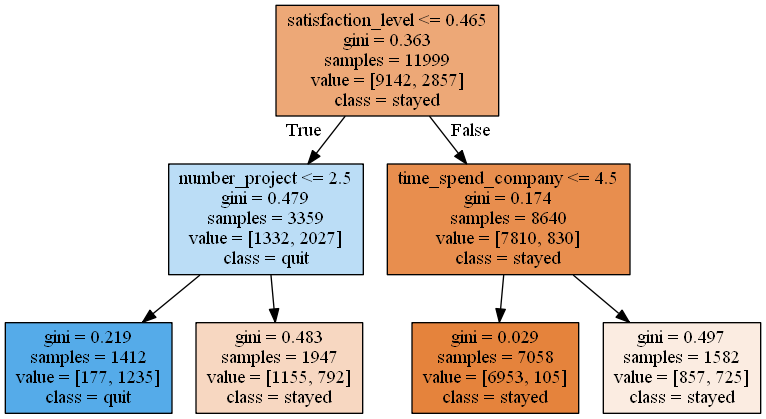 satisfaction_level <= 0.465
gini = 0.363
samples = 11999
value = [9142, 2857]
class = stayed
True
False
number_project <= 2.5
gini = 0.479
samples = 3359
value = [1332, 2027]
class = quit
time_spend_company <= 4.5
gini = 0.174
samples = 8640
value = [7810, 830]
class = stayed
gini = 0.219
samples = 1412
value = [177, 1235]
class = quit
gini = 0.483
samples = 1947
value = [1155, 792]
class = stayed
gini = 0.029
samples = 7058
value = [6953, 105]
class = stayed
gini = 0.497
samples = 1582
value = [857, 725]
class = stayed